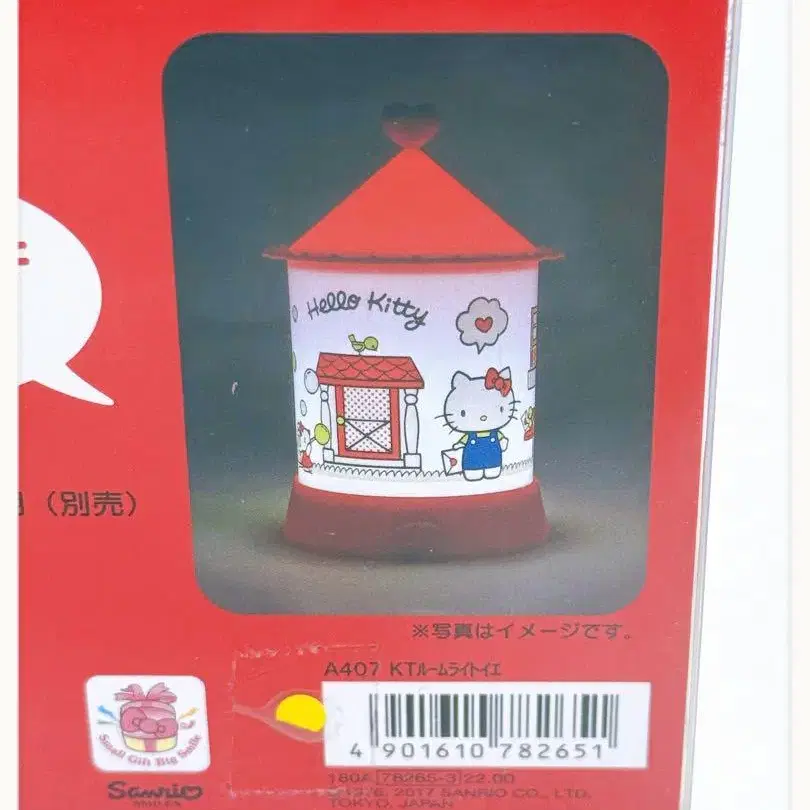 Hello Kitty
(別売)
※写真はイメージです。
A407 KTルームライトイエ
4 901610 782651
Small Gift Big Smile
Sanrio
180A 78265-3 22.00
1976, 2017 SANRIO CO., LTD.
TOKYO, JAPAN